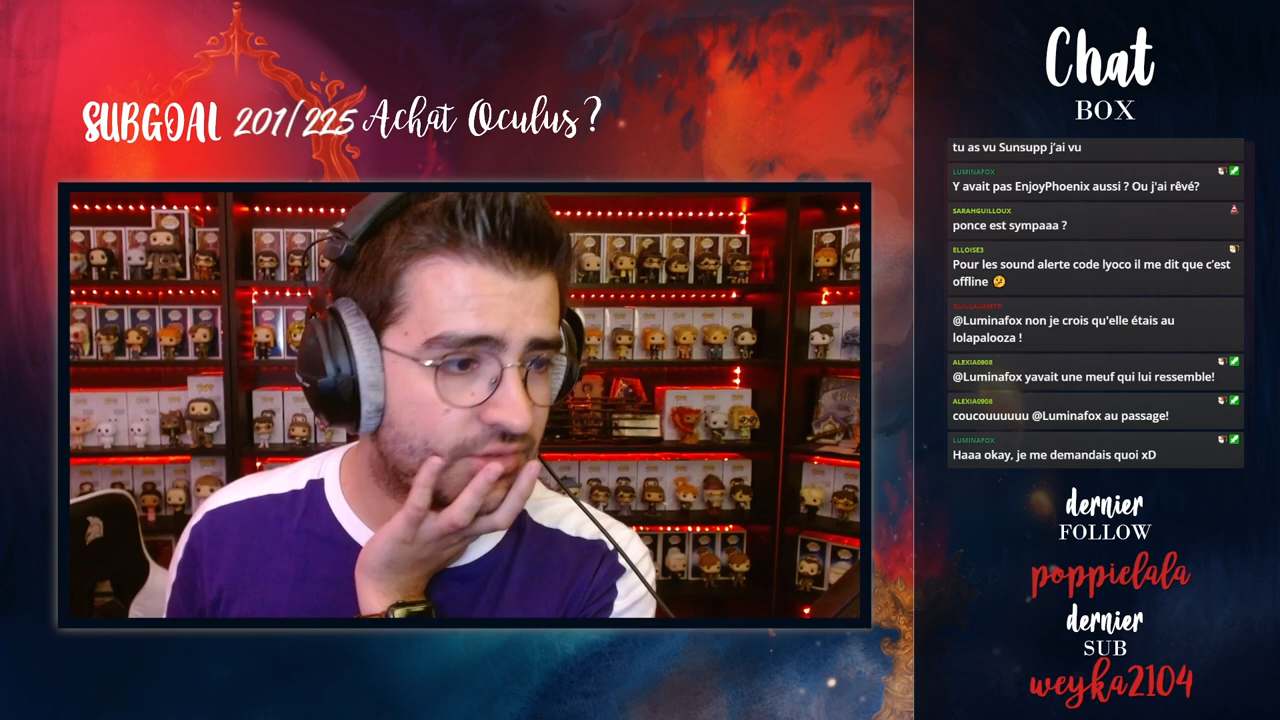 SUBGOAL 201/225 Achat Oculus?
Chat
BOX
tu as vu Sunsupp j'ai vu
LUMINAFOX
Y avait pas EnjoyPhoenix aussi ? Ou j'ai rêvé?
SARAHGUILLOUX
ponce est sympaaa ?
ELLOISE3
Pour les sound alerte code lyoco il me dit que c'est
offline 🤔
@Luminafox non je crois qu'elle étais au
lolapalooza !
ALEXIA0908
@Luminafox yavait une meuf qui lui ressemble!
ALEXIA0908
coucouuuuuu @Luminafox au passage!
LUMINAFOX
Haaa okay, je me demandais quoi xD
dernier
FOLLOW
poppielala
dernier
SUB
weyka2104